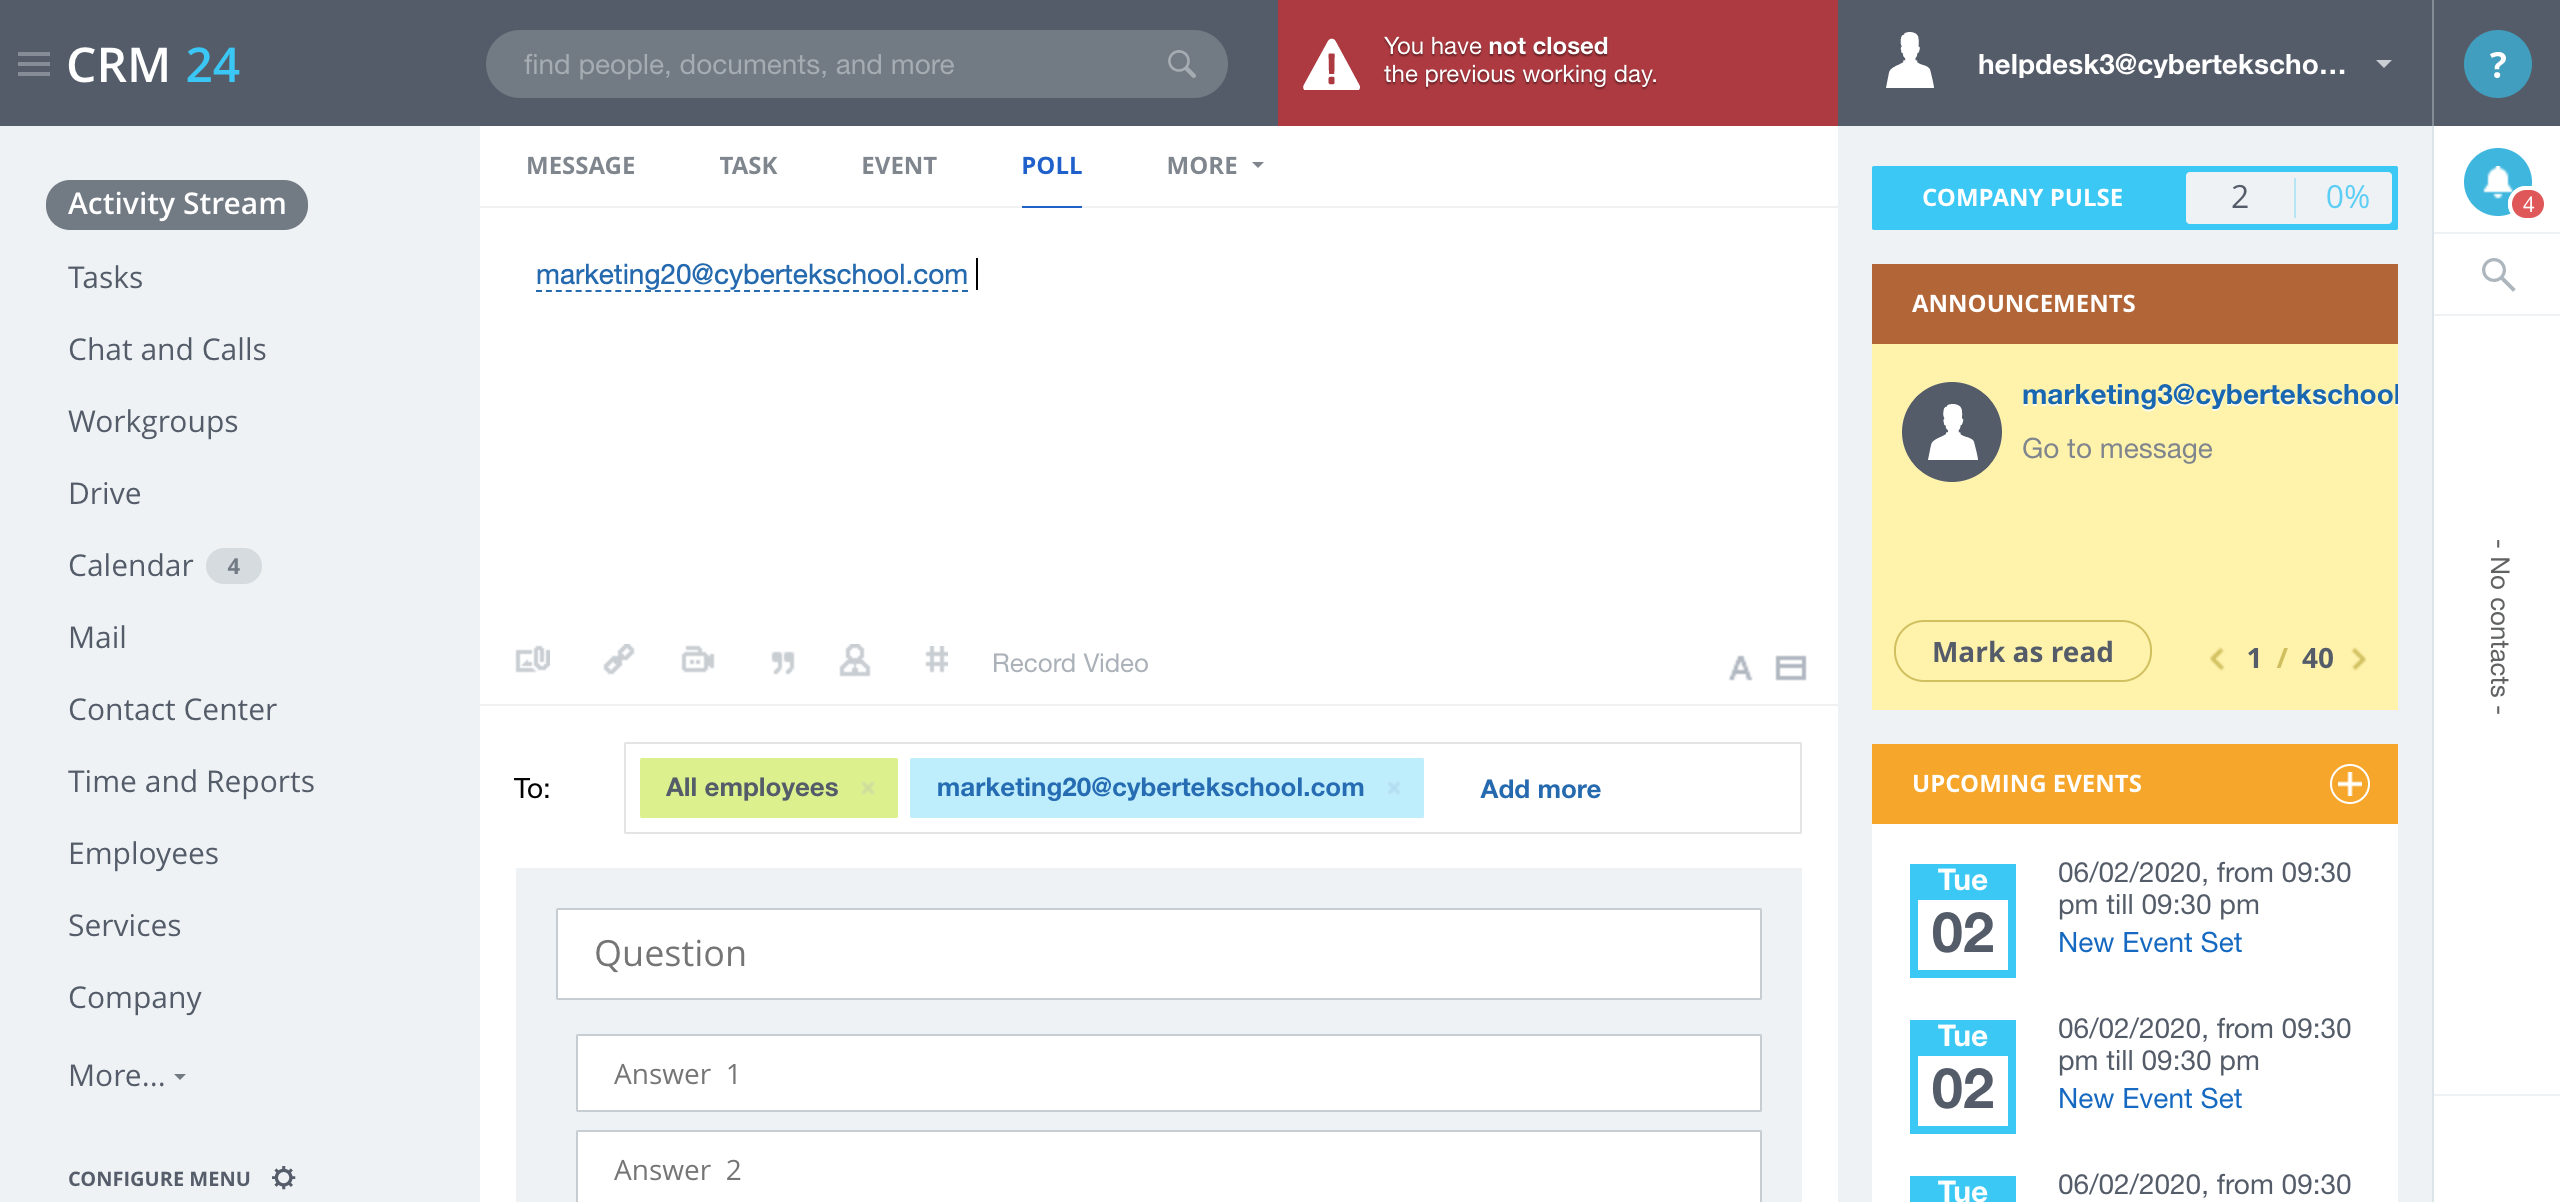 CRM 24
find people, documents, and more
You have not closed
the previous working day.
helpdesk3@cyberteksscho...
?
Activity Stream
Tasks
Chat and Calls
Workgroups
Drive
Calendar 4
Mail
Contact Center
Time and Reports
Employees
Services
Company
More...
CONFIGURE MENU
MESSAGE TASK EVENT POLL MORE
marketing20@cybertekschool.com
Record Video
A
To: All employees × marketing20@cybertekschool.com × Add more
Question
Answer 1
Answer 2
COMPANY PULSE 2 0%
ANNOUNCEMENTS
marketing3@cybertekschool
Go to message
Mark as read 1 / 40
UPCOMING EVENTS
Tue
02
06/02/2020, from 09:30
pm till 09:30 pm
New Event Set
Tue
02
06/02/2020, from 09:30
pm till 09:30 pm
New Event Set
Tue
06/02/2020, from 09:30
4
- No contacts -